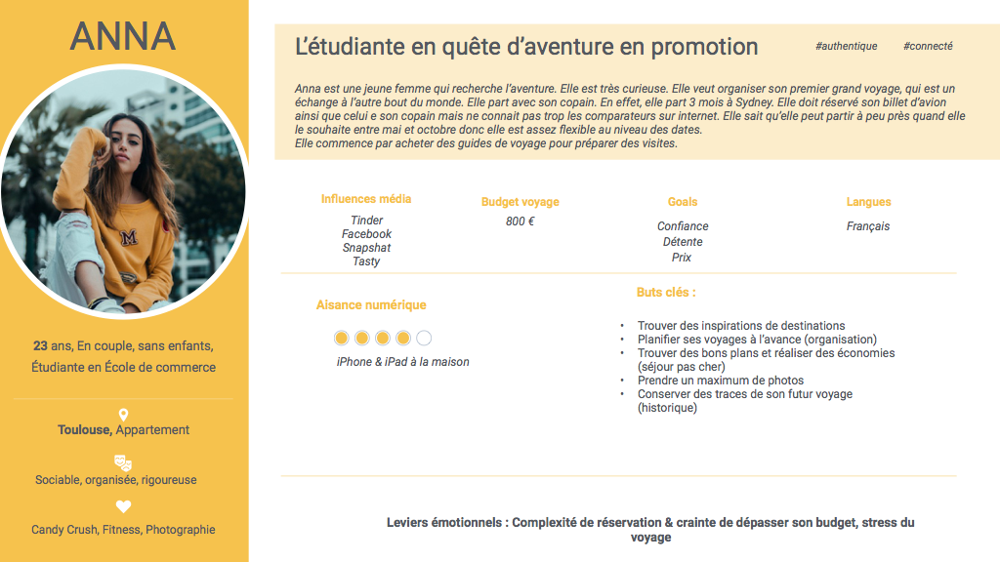 ANNA
23 ans, En couple, sans enfants,
Étudiante en École de commerce
Toulouse, Appartement
Sociable, organisée, rigoureuse
Candy Crush, Fitness, Photographie
L’étudiante en quête d’aventure en promotion
#authentique #connecté
Anna est une jeune femme qui recherche l’aventure. Elle est très curieuse. Elle veut organiser son premier grand voyage, qui est un
échange à l’autre bout du monde. Elle part avec son copain. En effet, elle part 3 mois à Sydney. Elle doit réservé son billet d’avion
ainsi que celui e son copain mais ne connait pas trop les comparateurs sur internet. Elle sait qu’elle peut partir à peu près quand elle
le souhaite entre mai et octobre donc elle est assez flexible au niveau des dates.
Elle commence par acheter des guides de voyage pour préparer des visites.
Influences média
Tinder
Facebook
Snapshat
Tasty
Budget voyage
800 €
Goals
Confiance
Détente
Prix
Langues
Français
Aisance numérique
iPhone & iPad à la maison
Buts clés :
• Trouver des inspirations de destinations
• Planifier ses voyages à l’avance (organisation)
• Trouver des bons plans et réaliser des économies
(séjour pas cher)
• Prendre un maximum de photos
• Conserver des traces de son futur voyage
(historique)
Leviers émotionnels : Complexité de réservation & crainte de dépasser son budget, stress du
voyage
M